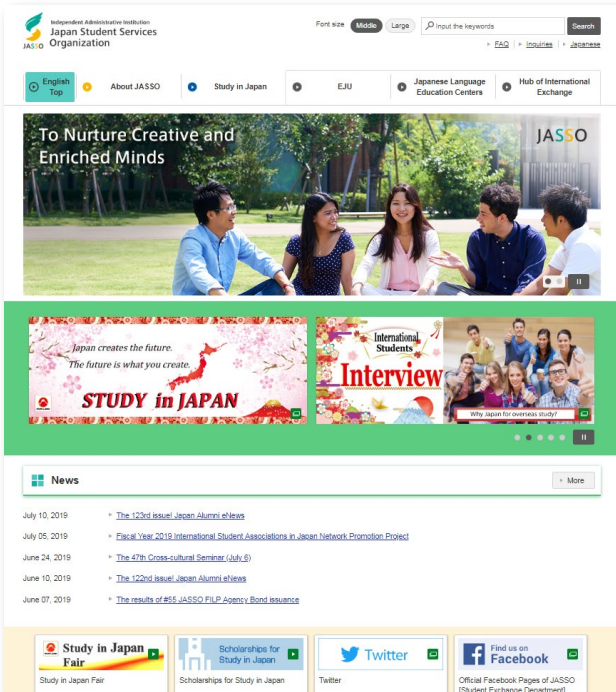 Independent Administrative Institution
Japan Student Services
Organization
JASSO
Font size Middle Large Input the keywords Search
FAQ Inquiries Japanese
English
Top
About JASSO
Study in Japan
EJU
Japanese Language
Education Centers
Hub of International
Exchange
To Nurture Creative and
Enriched Minds
JASSO
Japan creates the future.
The future is what you create.
STUDY in JAPAN
International
Students
Interview
Why Japan for overseas study?
News
More
July 10, 2019 The 123rd issue! Japan Alumni eNews
July 05, 2019 Fiscal Year 2019 International Student Associations in Japan Network Promotion Project
June 24, 2019 The 47th Cross-cultural Seminar (July 6)
June 10, 2019 The 122nd issue! Japan Alumni eNews
June 07, 2019 The results of #55 JASSO FILP Agency Bond issuance
Study in Japan
Fair
Scholarships for
Study in Japan
Twitter
Find us on
Facebook
Study in Japan Fair
Scholarships for Study in Japan
Twitter
Official Facebook Pages of JASSO
[Student Exchange Department]